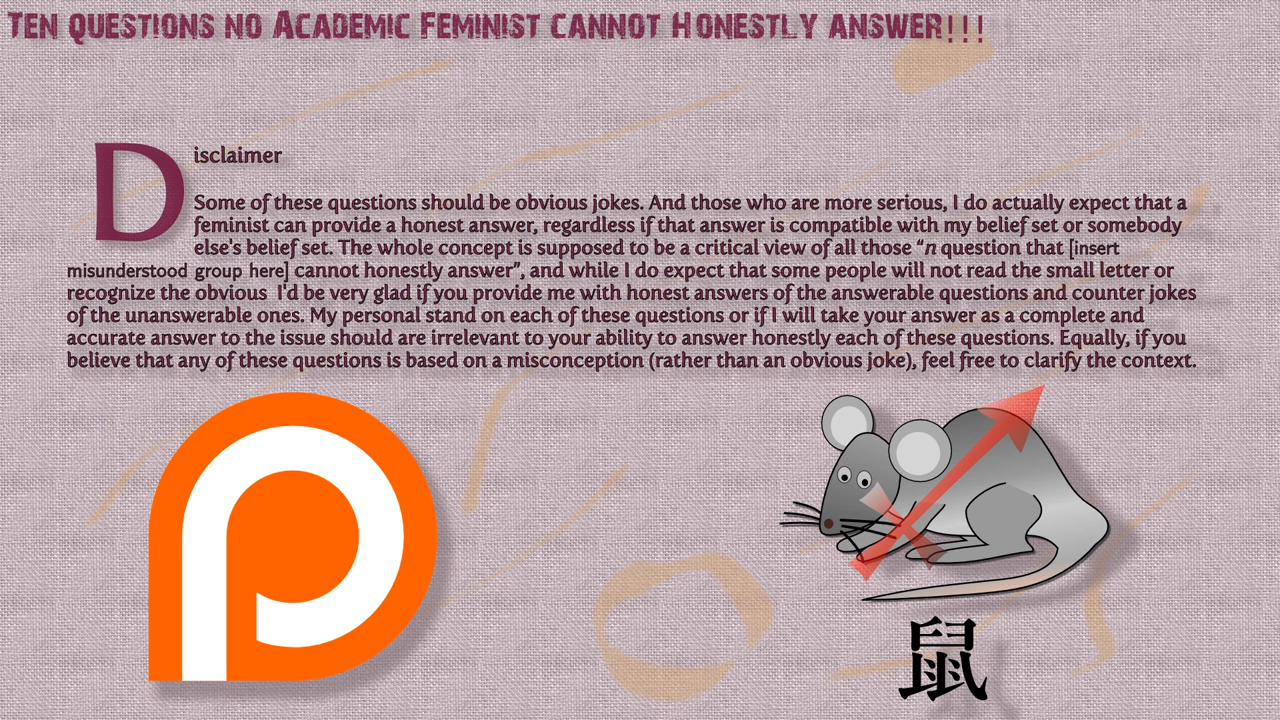 Ten questions no Academic Feminist cannot Honestly answer!!!
Disclaimer
Some of these questions should be obvious jokes. And those who are more serious, I do actually expect that a
feminist can provide a honest answer, regardless if that answer is compatible with my belief set or somebody
else's belief set. The whole concept is supposed to be a critical view of all those “n question that [insert
misunderstood group here] cannot honestly answer”, and while I do expect that some people will not read the small letter or
recognize the obvious I'd be very glad if you provide me with honest answers of the answerable questions and counter jokes
of the unanswerable ones. My personal stand on each of these questions or if I will take your answer as a complete and
accurate answer to the issue should are irrelevant to your ability to answer honestly each of these questions. Equally, if you
believe that any of these questions is based on a misconception (rather than an obvious joke), feel free to clarify the context.
鼠